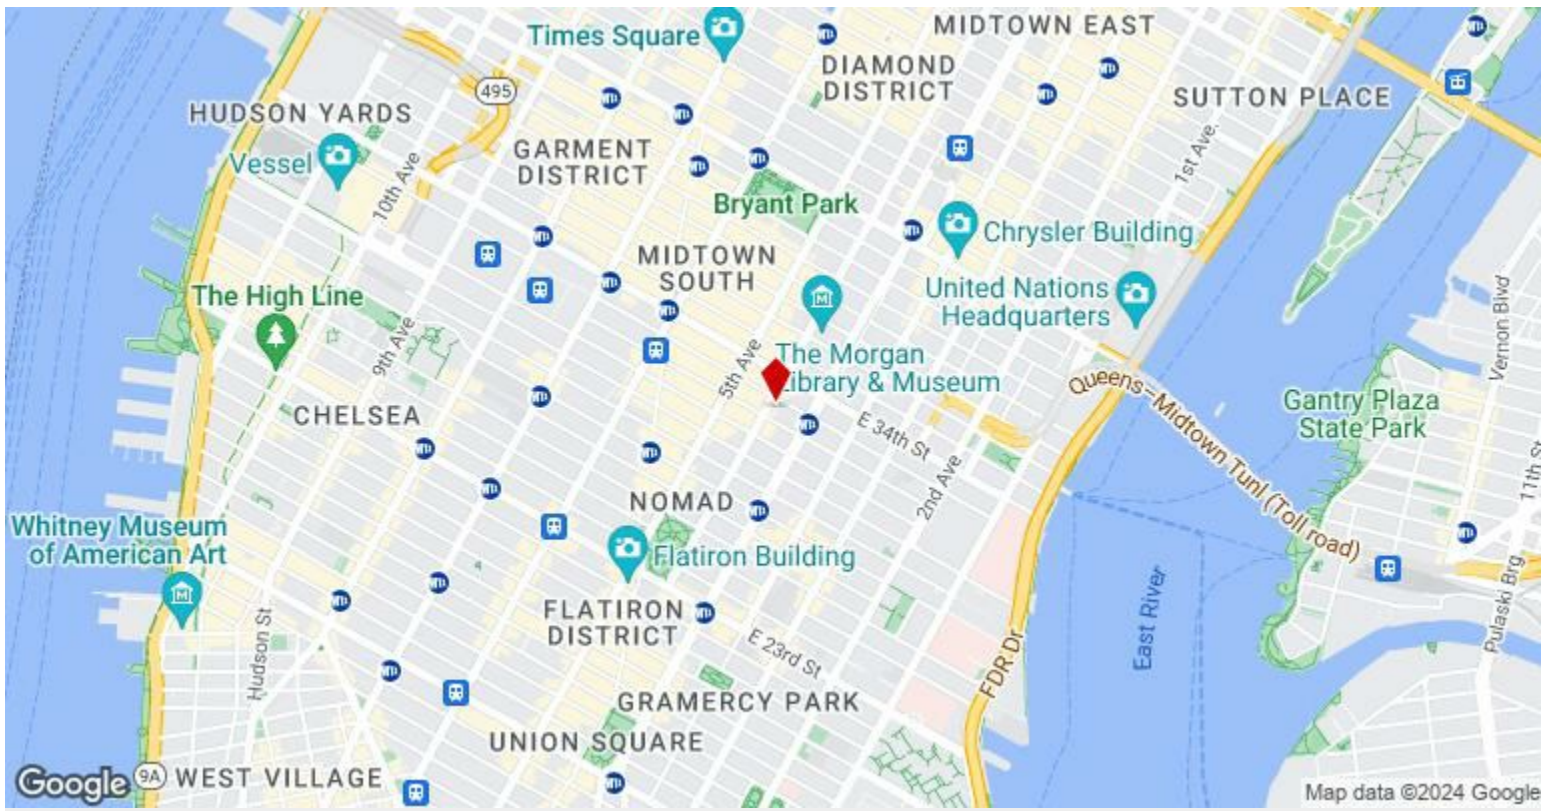 MIDTOWN EAST
Times Square
DIAMOND
DISTRICT
495
SUTTON PLACE
HUDSON YARDS
GARMENT
DISTRICT
Vessel
1st Ave.
10th Ave
Bryant Park
Chrysler Building
MIDTOWN
SOUTH
United Nations
Headquarters
The High Line
Vernon Blvd
9th Ave
5th Ave
The Morgan
Library & Museum
Queens-Midtown Tunl (Toll road)
Gantry Plaza
State Park
CHELSEA
E 34th St
2nd Ave
11th St
NOMAD
Whitney Museum
of American Art
Flatiron Building
FLATIRON
DISTRICT
Hudson St
E 23rd St
East River
Pulaski Brg
FDR Dr
GRAMERCY PARK
UNION SQUARE
Google
9A
WEST VILLAGE
Map data ©2024 Google